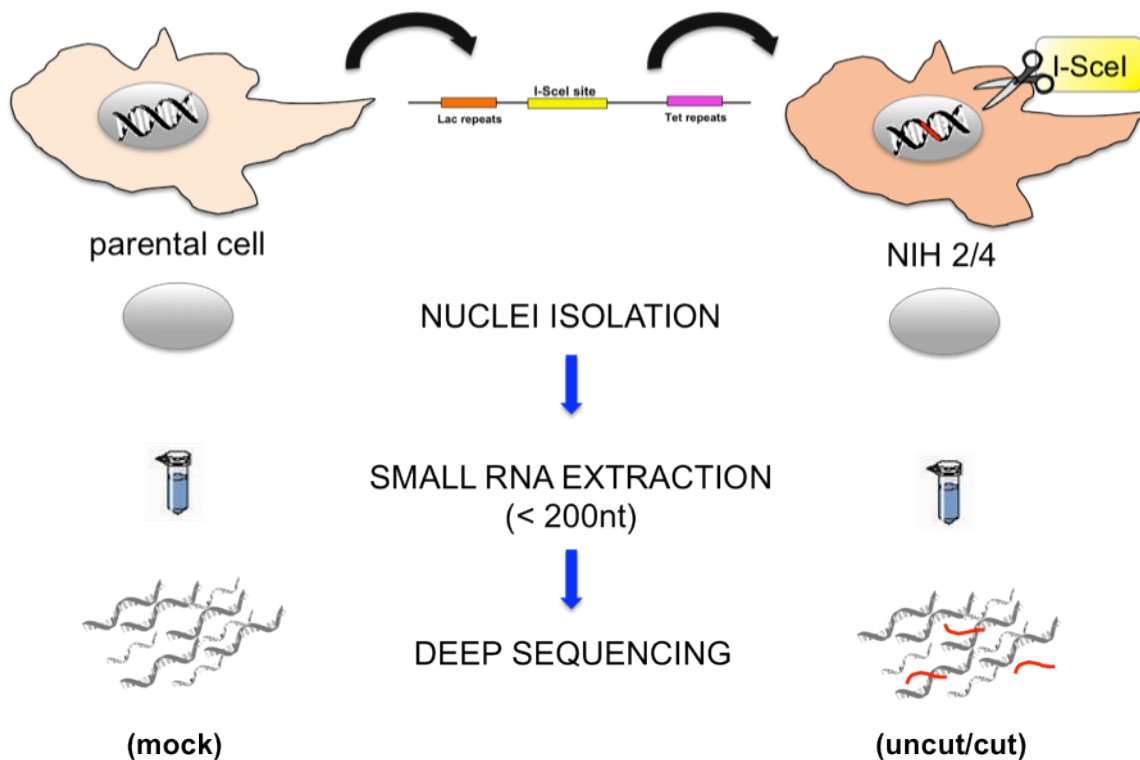 I-SceI
I-SceI site
Lac repeats
Tet repeats
parental cell
NIH 2/4
NUCLEI ISOLATION
SMALL RNA EXTRACTION
(< 200nt)
DEEP SEQUENCING
(mock)
(uncut/cut)